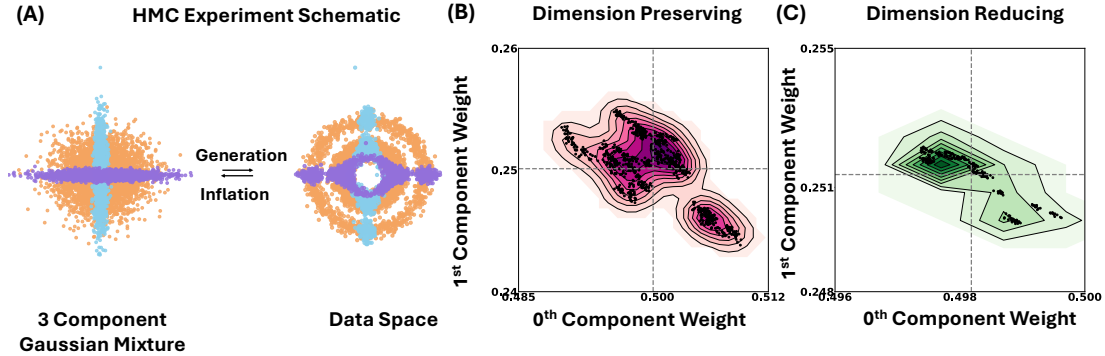 (A)
HMC Experiment Schematic
Generation
Inflation
3 Component
Gaussian Mixture
Data Space
(B)
Dimension Preserving
1st Component Weight
0.26
0.25
0.24
0.485
0.500
0.512
0th Component Weight
(C)
Dimension Reducing
1st Component Weight
0.255
0.251
0.248
0.496
0.498
0.500
0th Component Weight